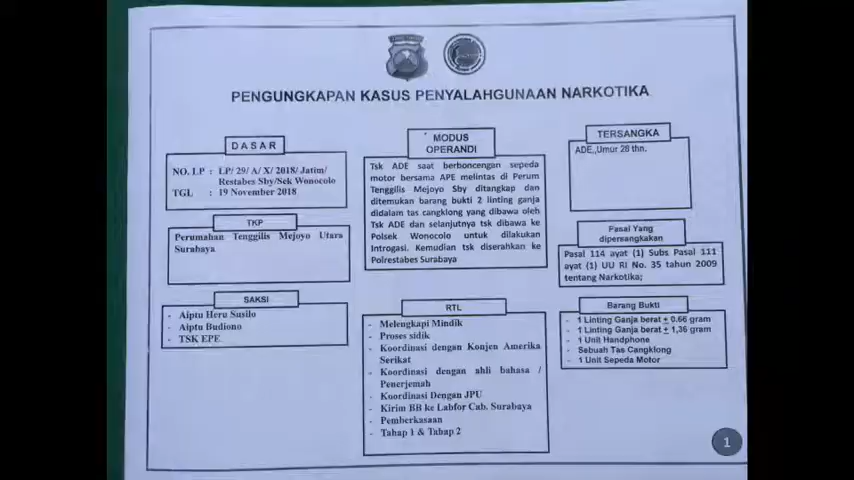 PENGUNGKAPAN KASUS PENYALAHGUNAAN NARKOTIKA
DASAR
NO. LP : LP/ 29/ A/ X/ 2018/ Jatim/
Restabes Sby/Sek Wonocolo
TGL : 19 November 2018
TKP
Perumahan Tenggilis Mejoyo Utara
Surabaya
SAKSI
- Aiptu Heru Susilo
- Aiptu Budiono
- TSK EPE
MODUS
OPERANDI
Tsk ADE saat berboncengan sepeda
motor bersama APE melintas di Perum
Tenggilis Mejoyo Sby ditangkap dan
ditemukan barang bukti 2 linting ganja
didalam tas cangklong yang dibawa oleh
Tsk ADE dan selanjutnya tsk dibawa ke
Polsek Wonocolo untuk dilakukan
Introgasi. Kemudian tsk diserahkan ke
Polrestabes Surabaya
RTL
- Melengkapi Mindik
- Proses sidik
- Koordinasi dengan Konjen Amerika
Serikat
- Koordinasi dengan ahli bahasa /
Penerjemah
- Koordinasi Dengan JPU
- Kirim BB ke Labfor Cab. Surabaya
- Pemberkasaan
- Tahap 1 & Tahap 2
TERSANGKA
ADE.,Umur 28 thn.
Pasal Yang
dipersangkakan
Pasal 114 ayat (1) Subs Pasal 111
ayat (1) UU RI No. 35 tahun 2009
tentang Narkotika;
Barang Bukti
- 1 Linting Ganja berat ± 0.66 gram
- 1 Linting Ganja berat ± 1,36 gram
- 1 Unit Handphone
- Sebuah Tas Cangklong
- 1 Unit Sepeda Motor
1